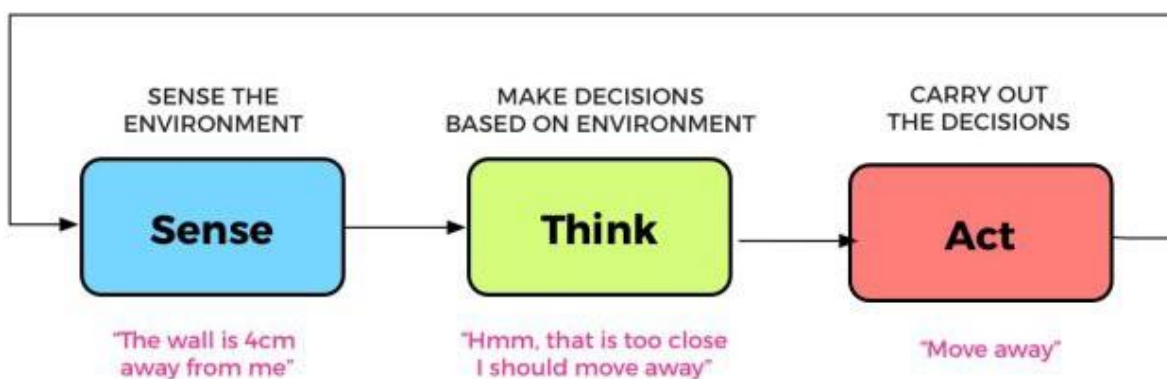 SENSE THE
ENVIRONMENT
MAKE DECISIONS
BASED ON ENVIRONMENT
CARRY OUT
THE DECISIONS
Sense
Think
Act
"The wall is 4cm
away from me"
"Hmm, that is too close
I should move away"
"Move away"